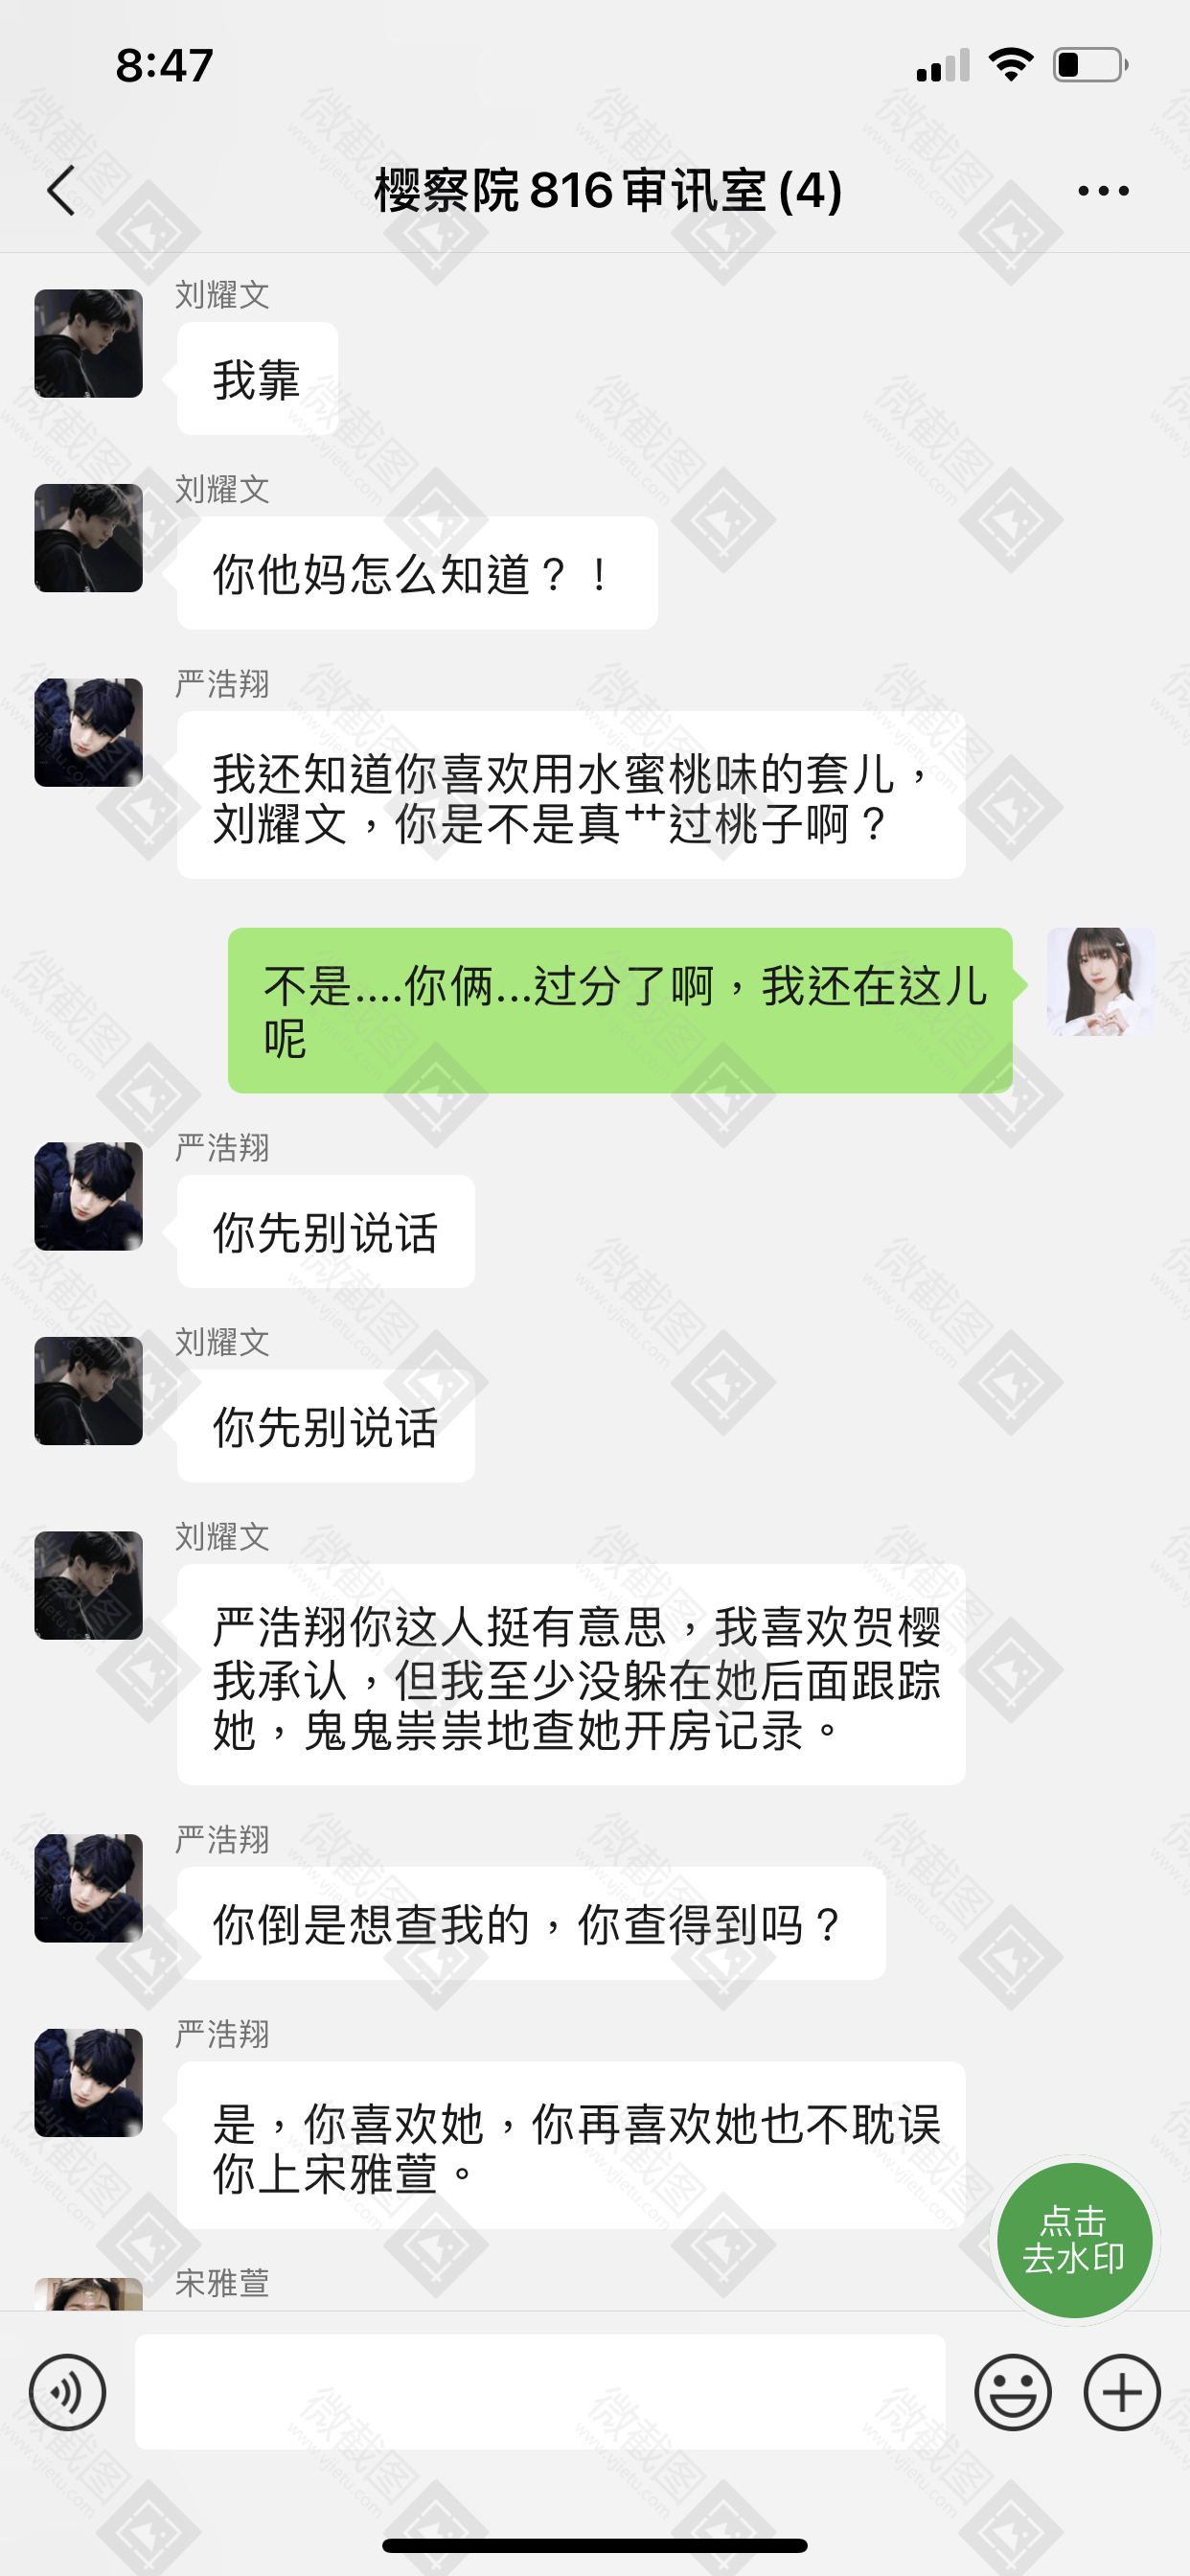 8:47
樱察院816审讯室(4)
刘耀文
我靠
刘耀文
你他妈怎么知道？！
严浩翔
我还知道你喜欢用水蜜桃味的套儿，
刘耀文，你是不是真艹过桃子啊？
不是....你俩...过分了啊，我还在这儿
呢
严浩翔
你先别说话
刘耀文
你先别说话
刘耀文
严浩翔你这人挺有意思，我喜欢贺樱
我承认，但我至少没躲在她后面跟踪
她，鬼鬼祟祟地查她开房记录。
严浩翔
你倒是想查我的，你查得到吗？
严浩翔
是，你喜欢她，你再喜欢她也不耽误
你上宋雅萱。
宋雅萱
点击
去水印
微截图
www.vjietu.com